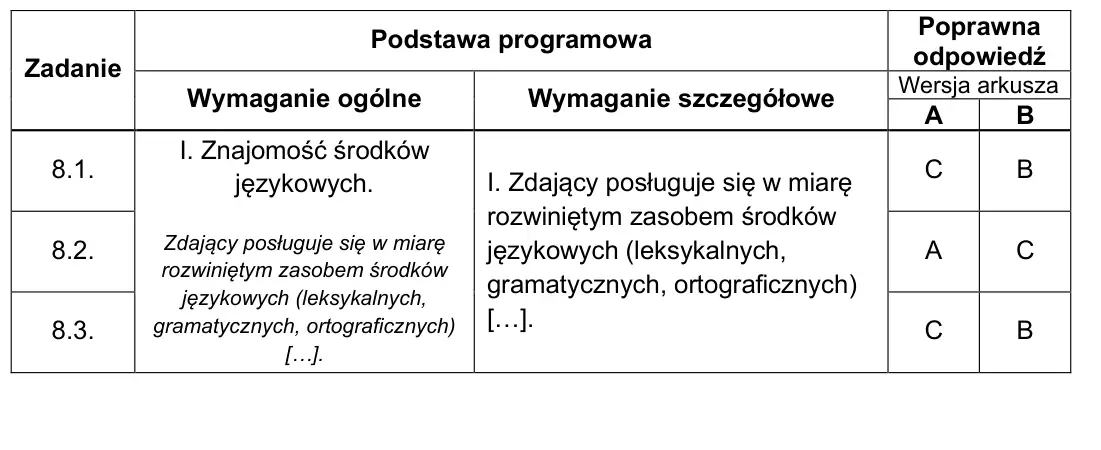 Zadanie
Podstawa programowa
Poprawna
odpowiedź
Wymaganie ogólne
Wymaganie szczegółowe
Wersja arkusza
A B
8.1.
I. Znajomość środków
językowych.
Zdający posługuje się w miarę
rozwiniętym zasobem środków
językowych (leksykalnych,
gramatycznych, ortograficznych)
[…].
I. Zdający posługuje się w miarę
rozwiniętym zasobem środków
językowych (leksykalnych,
gramatycznych, ortograficznych)
[…].
C B
8.2.
A C
8.3.
C B